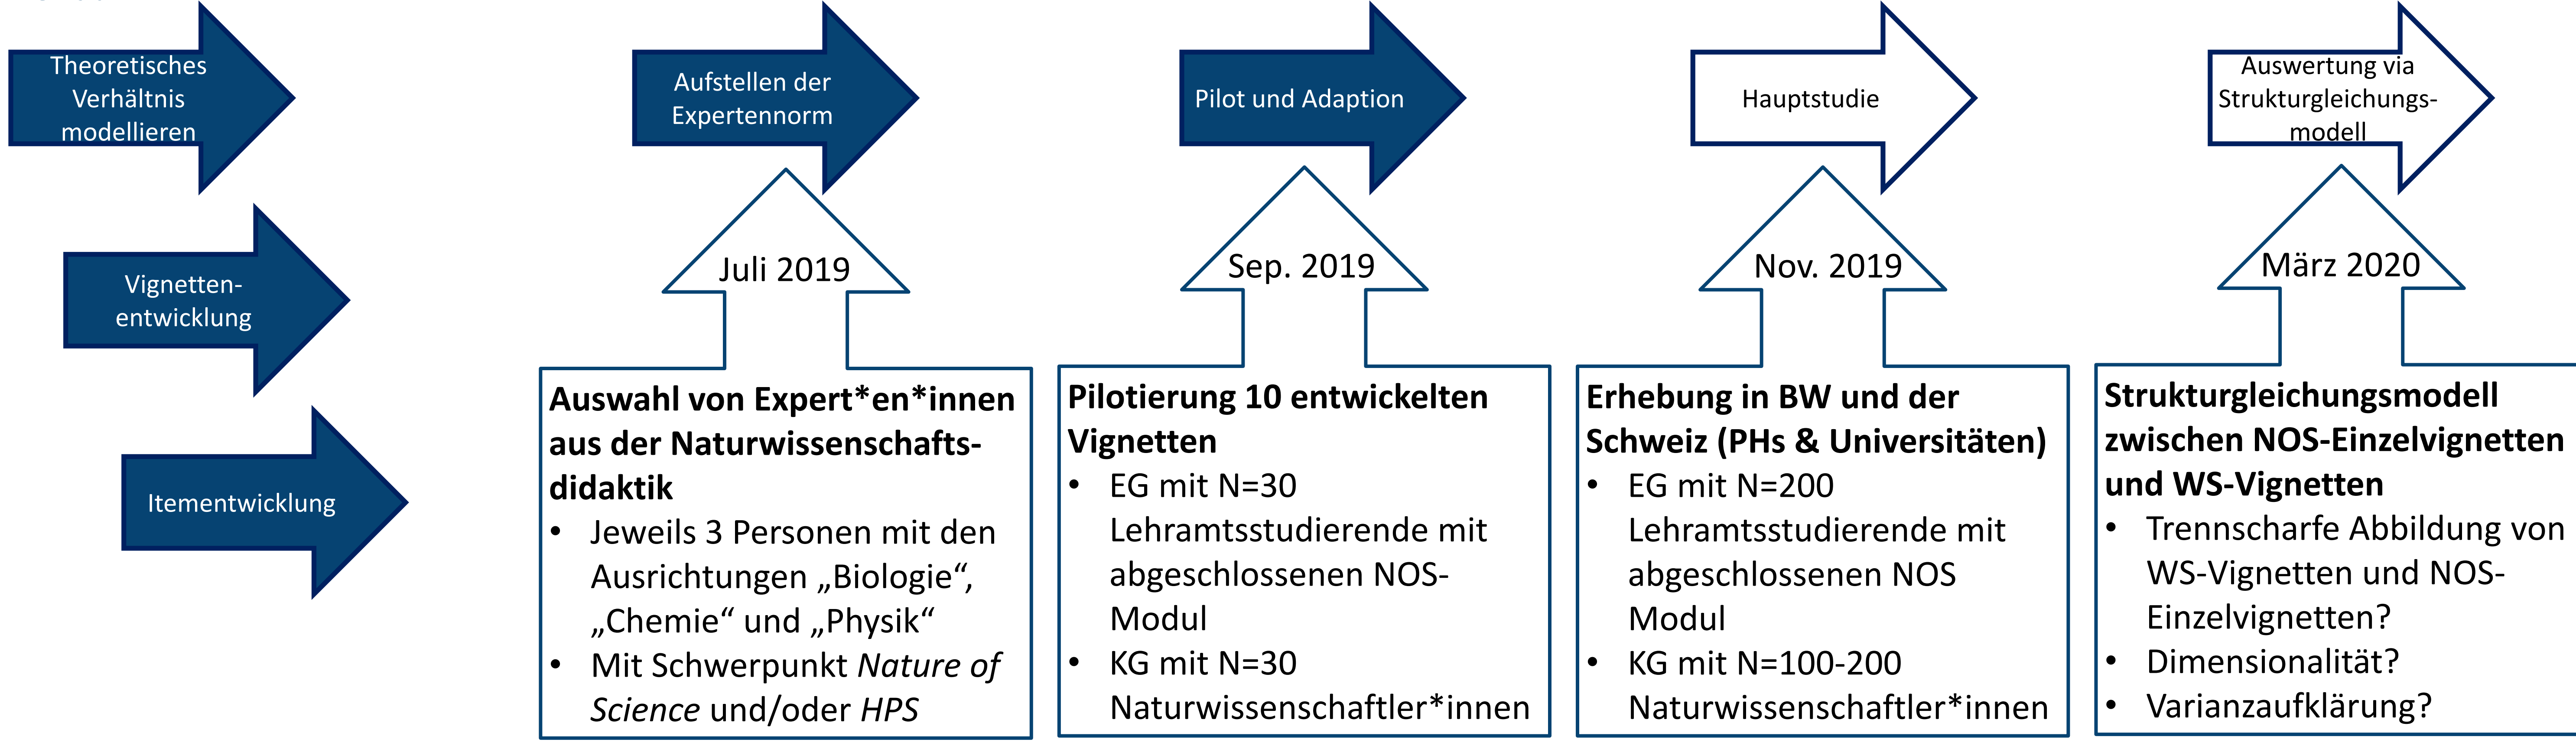 Theoretisches
Verhältnis
modellieren
Vignetten-
entwicklung
Itementwicklung
Aufstellen der
Expertennorm
Juli 2019
Auswahl von Expert*en*innen
aus der Naturwissenschafts-
didaktik
• Jeweils 3 Personen mit den
Ausrichtungen „Biologie“,
„Chemie“ und „Physik“
• Mit Schwerpunkt Nature of
Science und/oder HPS
Pilot und Adaption
Sep. 2019
Pilotierung 10 entwickelten
Vignetten
• EG mit N=30
Lehramtsstudierende mit
abgeschlossenen NOS-
Modul
• KG mit N=30
Naturwissenschaftler*innen
Hauptstudie
Nov. 2019
Erhebung in BW und der
Schweiz (PHs & Universitäten)
• EG mit N=200
Lehramtsstudierende mit
abgeschlossenen NOS
Modul
• KG mit N=100-200
Naturwissenschaftler*innen
Auswertung via
Strukturgleichungs-
modell
März 2020
Strukturgleichungsmodell
zwischen NOS-Einzelvignetten
und WS-Vignetten
• Trennscharfe Abbildung von
WS-Vignetten und NOS-
Einzelvignetten?
• Dimensionalität?
• Varianzaufklärung?